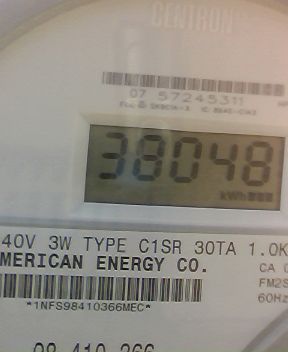 CENTRON
07 57245311
38048
kWh
40V 3W TYPE C1SR 30TA 1.0K
MERICAN ENERGY CO.
CA
FM2S
60Hz
*1NFS98410366MEC*
98 410 366